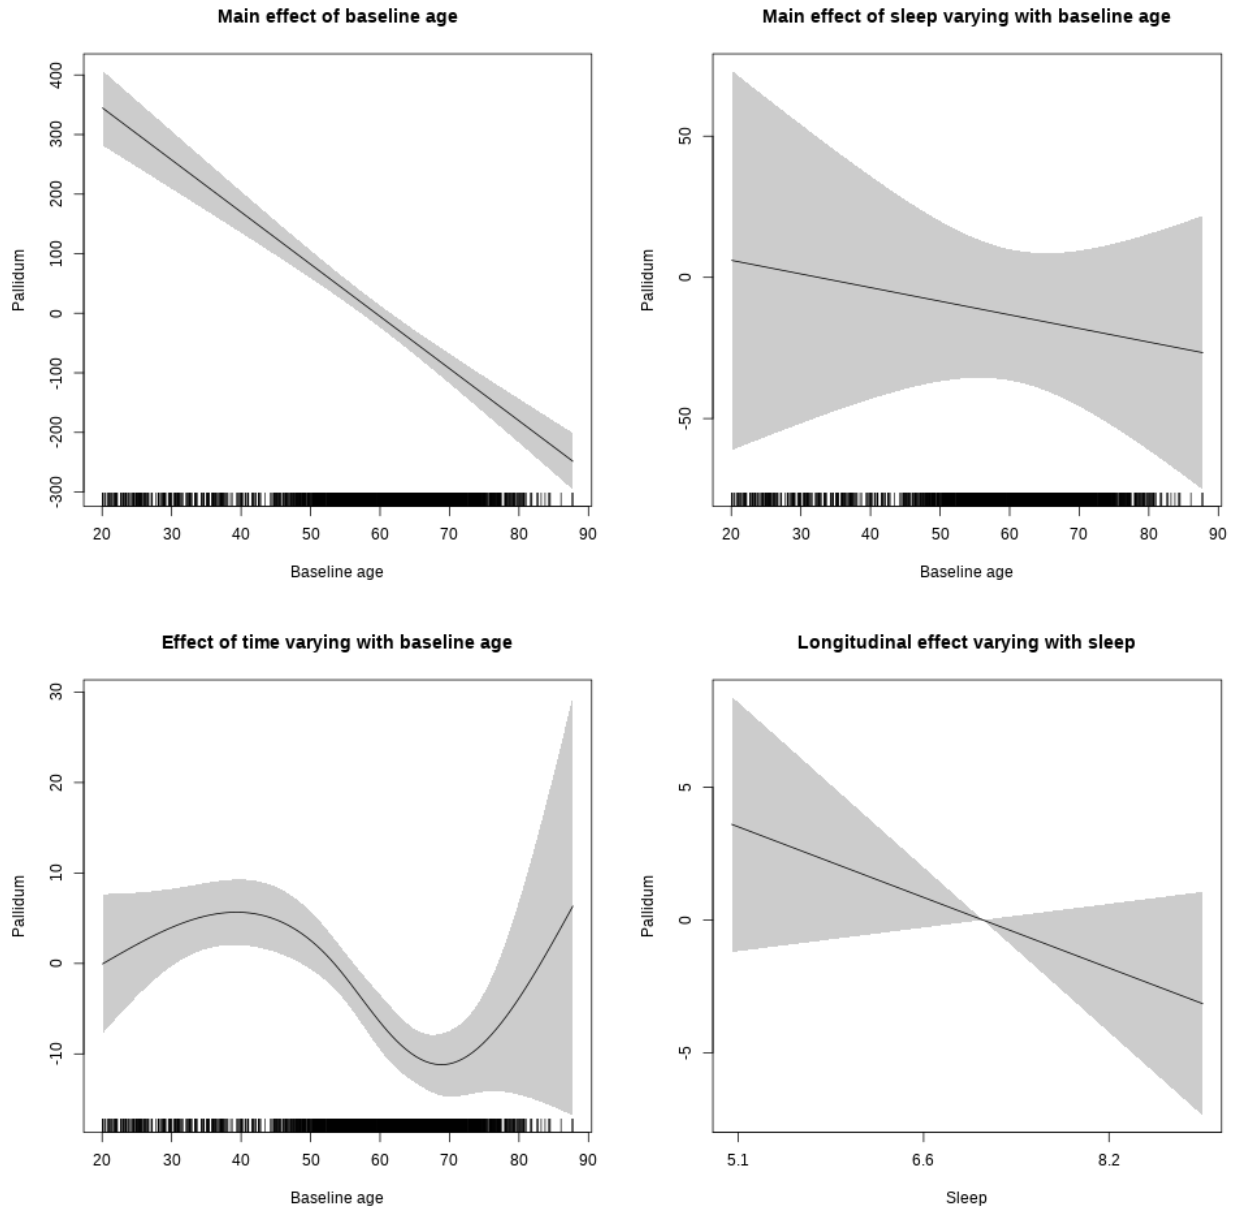 Main effect of baseline age
400
300
200
100
0
-100
-200
-300
Pallidum
20 30 40 50 60 70 80 90
Baseline age
Main effect of sleep varying with baseline age
50
0
-50
Pallidum
20 30 40 50 60 70 80 90
Baseline age
Effect of time varying with baseline age
30
20
10
0
-10
Pallidum
20 30 40 50 60 70 80 90
Baseline age
Longitudinal effect varying with sleep
5
0
-5
Pallidum
5.1 6.6 8.2
Sleep